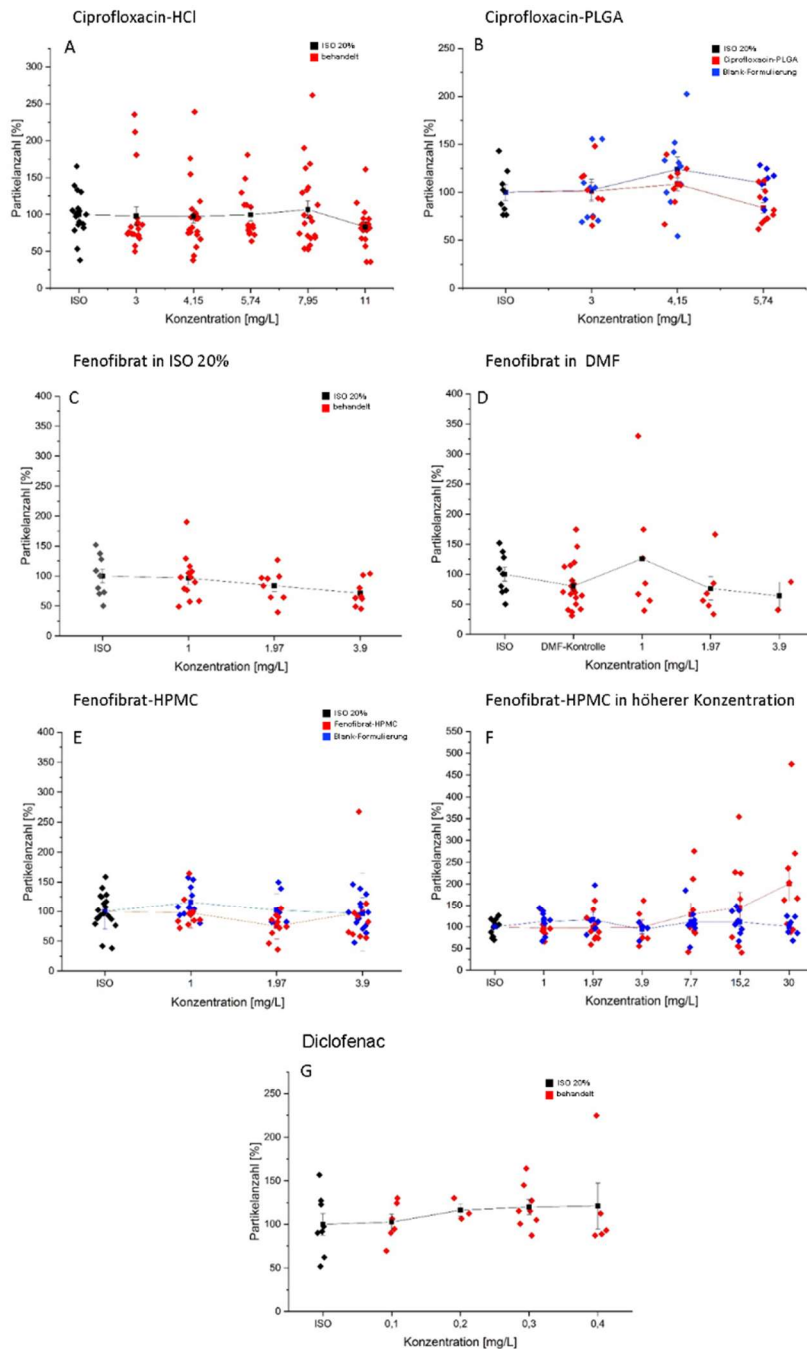 Ciprofloxacin-HCl
A
ISO 20%
behandelt
Partikelanzahl [%]
300
250
200
150
100
50
0
ISO 3 4,15 5,74 7,95 11
Konzentration [mg/L]
Ciprofloxacin-PLGA
B
ISO 20%
Ciprofloxacin-PLGA
Blank-Formulierung
Partikelanzahl [%]
250
200
150
100
50
0
ISO 3 4,15 5,74
Konzentration [mg/L]
Fenofibrat in ISO 20%
C
ISO 20%
behandelt
Partikelanzahl [%]
400
350
300
250
200
150
100
50
0
ISO 1 1.97 3.9
Konzentration [mg/L]
Fenofibrat in DMF
D
Partikelanzahl [%]
400
350
300
250
200
150
100
50
0
ISO DMF-Kontrolle 1 1.97 3.9
Konzentration [mg/L]
Fenofibrat-HPMC
E
ISO 20%
Fenofibrat-HPMC
Blank-Formulierung
Partikelanzahl [%]
400
350
300
250
200
150
100
50
0
ISO 1 1.97 3.9
Konzentration [mg/L]
Fenofibrat-HPMC in höherer Konzentration
F
Partikelanzahl [%]
550
500
450
400
350
300
250
200
150
100
50
0
ISO 1 1,97 3,9 7,7 15,2 30
Konzentration [mg/L]
Diclofenac
G
ISO 20%
behandelt
Partikelanzahl [%]
250
200
150
100
50
0
ISO 0,1 0,2 0,3 0,4
Konzentration [mg/L]